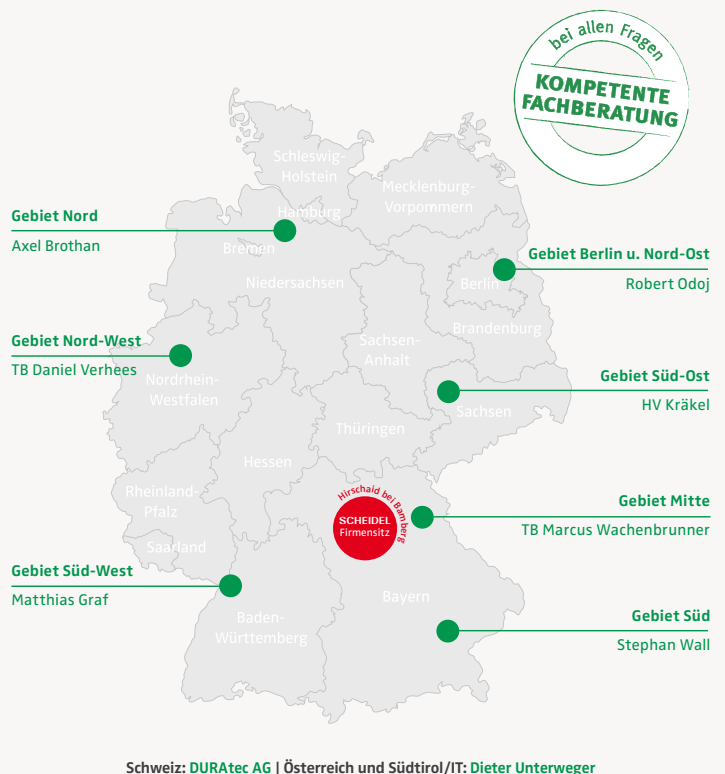 bei allen Fragen
KOMPETENTE
FACHBERATUNG
Schleswig-
Holstein
Mecklenburg-
Vorpommern
Hamburg
Gebiet Nord
Axel Brothan
Bremen
Gebiet Berlin u. Nord-Ost
Robert Odoj
Niedersachsen
Berlin
Brandenburg
Gebiet Nord-West
TB Daniel Verhees
Sachsen-
Anhalt
Nordrhein-
Westfalen
Gebiet Süd-Ost
HV Kräkel
Sachsen
Thüringen
Hessen
Rheinland-
Pfalz
Hirschaid bei Bamberg
SCHEIDEL
Firmensitz
Gebiet Mitte
TB Marcus Wachenbrunner
Saarland
Gebiet Süd-West
Matthias Graf
Bayern
Baden-
Württemberg
Gebiet Süd
Stephan Wall
Schweiz: DURAtec AG | Österreich und Südtirol/IT: Dieter Unterweger